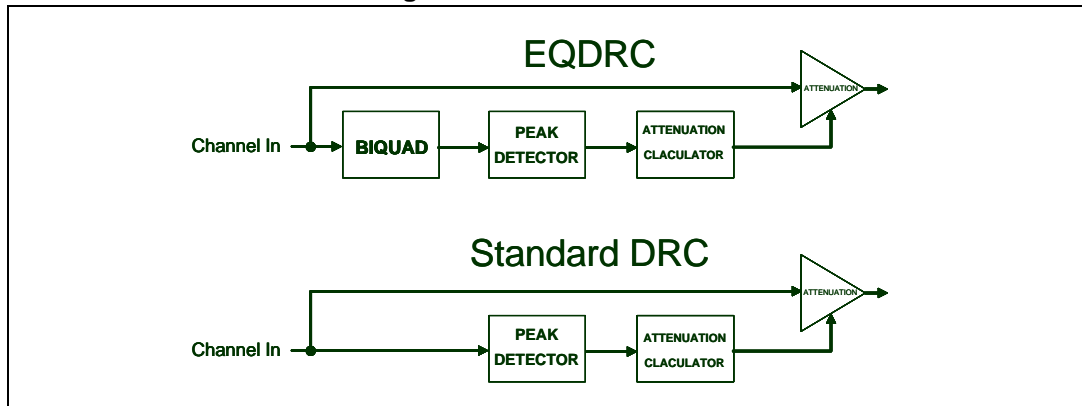 EQDRC
ATTENUATION
Channel In
BIQUAD
PEAK
DETECTOR
ATTENUATION
CLACULATOR
Standard DRC
ATTENUATION
Channel In
PEAK
DETECTOR
ATTENUATION
CLACULATOR